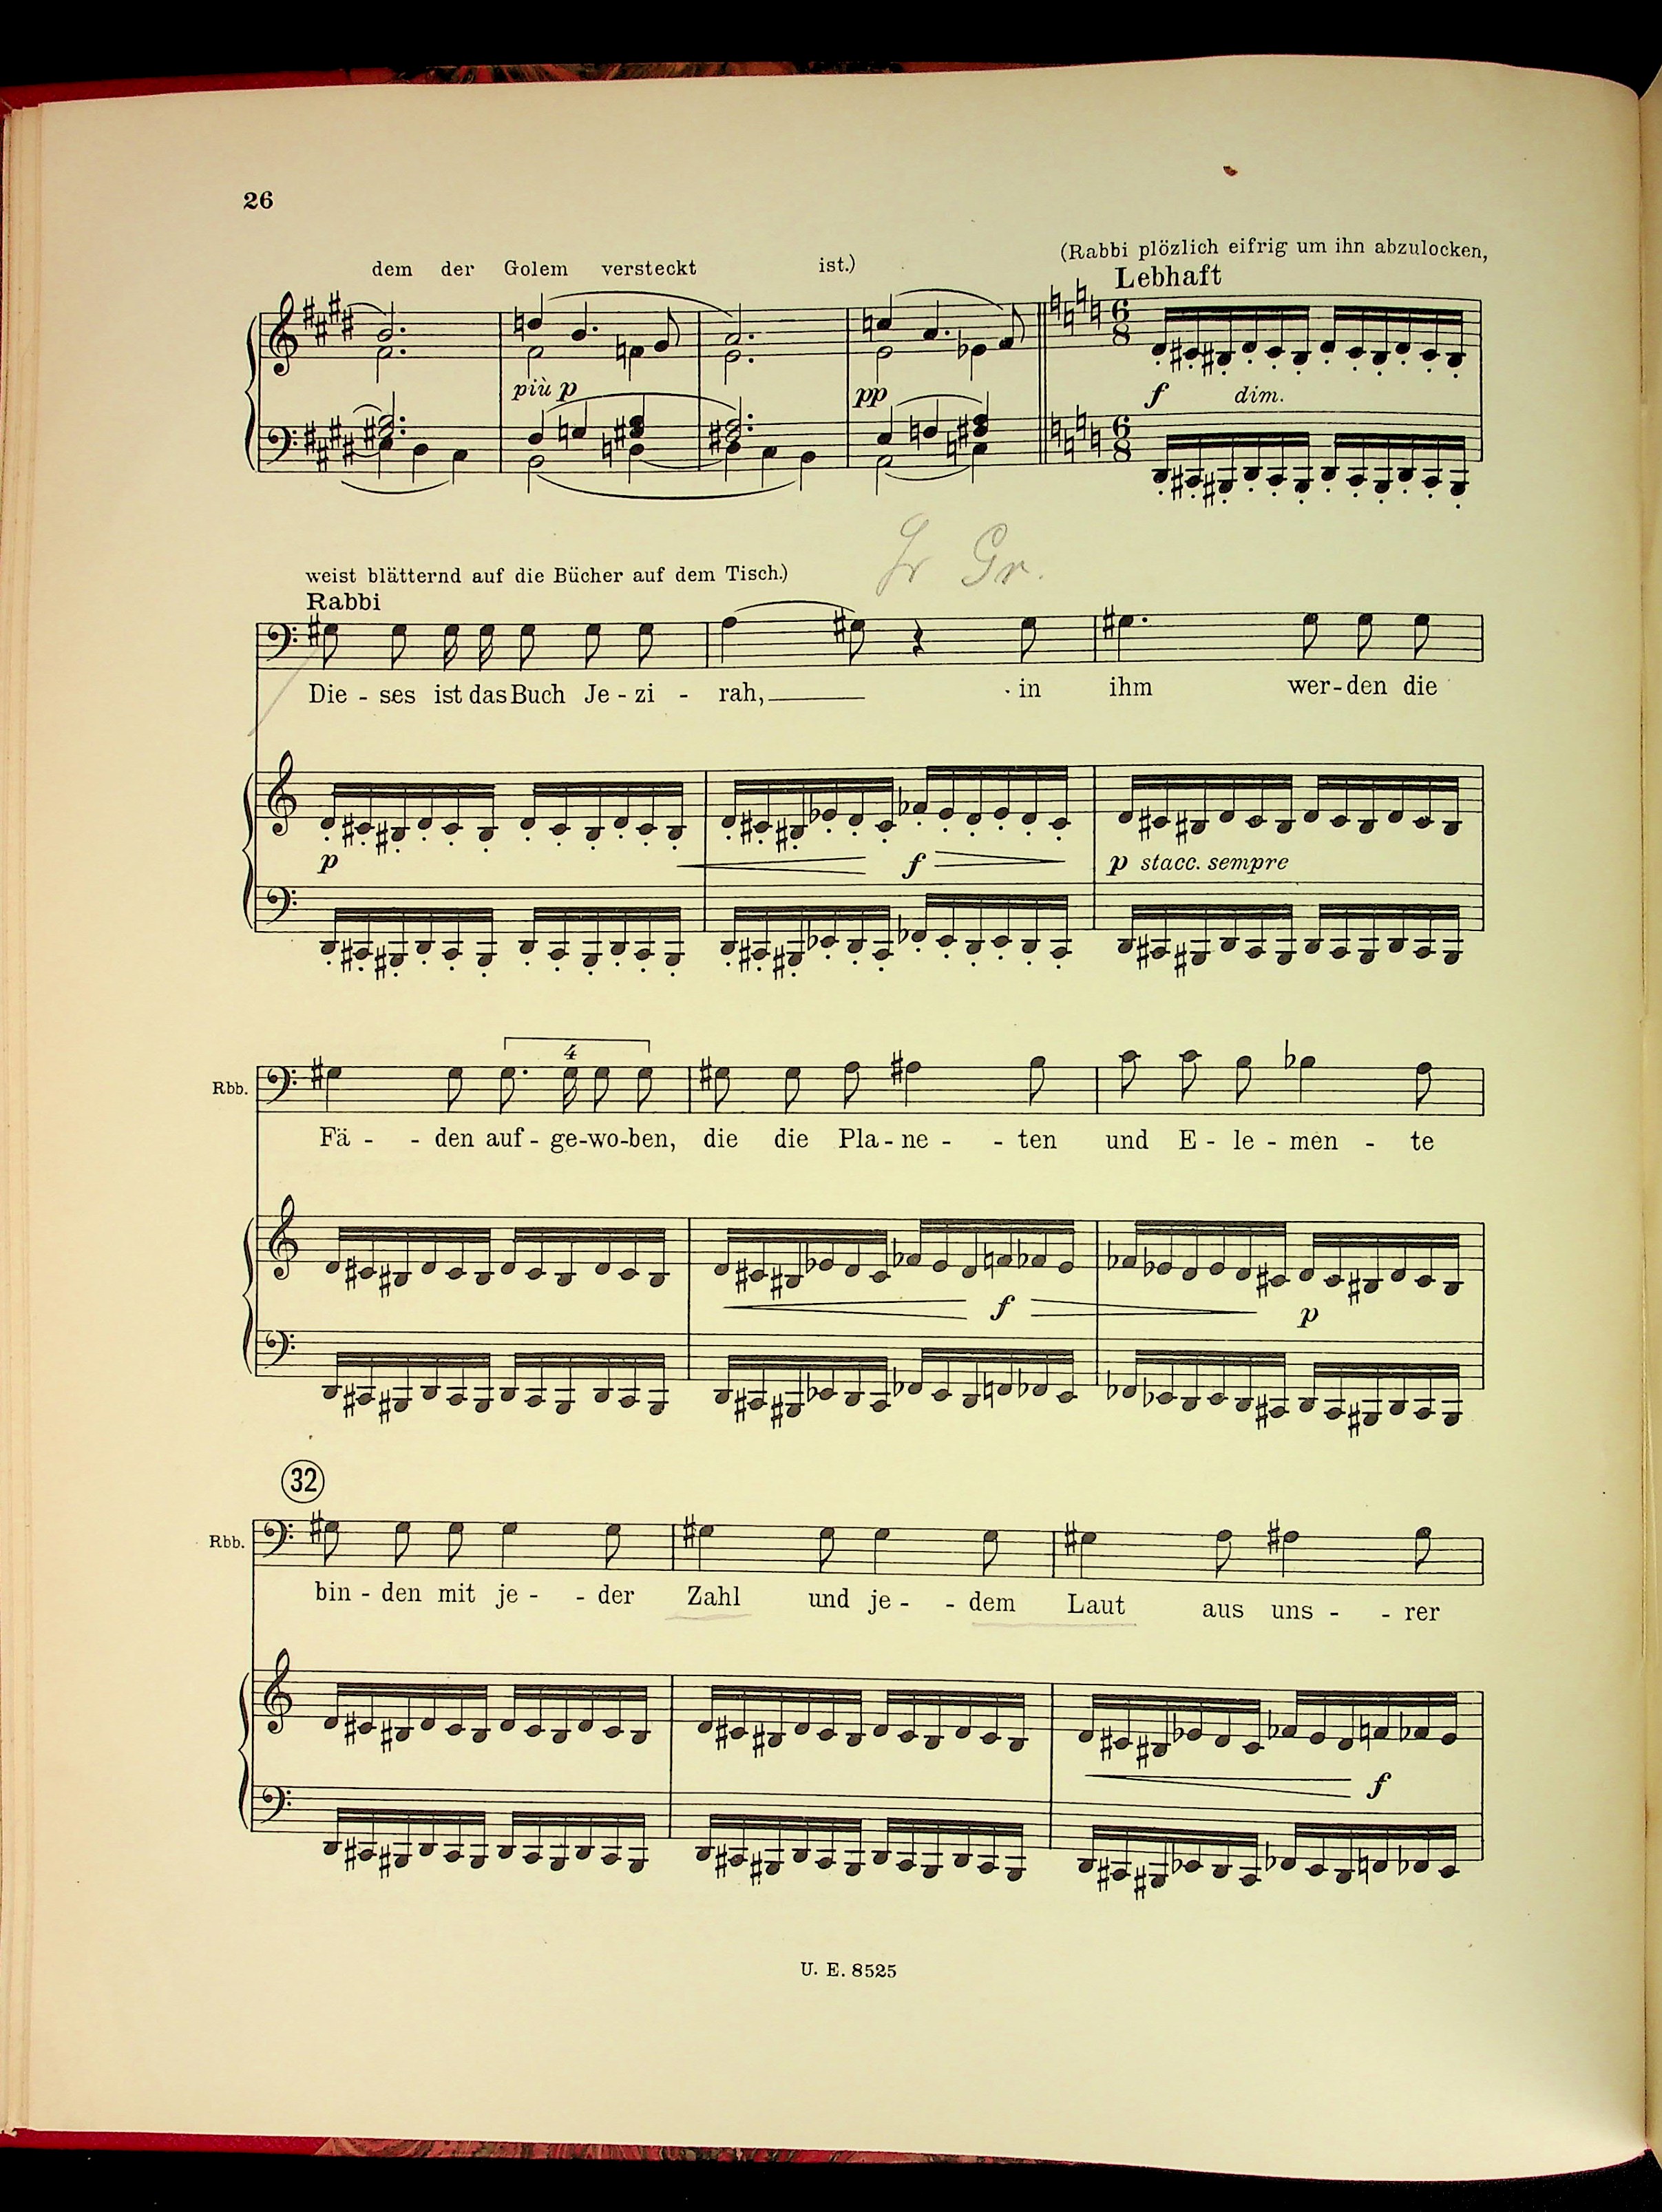 26
(Rabbi plözlich eifrig um ihn abzulocken,
dem der Golem versteckt ist.)
Lebhaft
6 8
più p pp f dim.
6 8
Gr.
weist blätternd auf die Bücher auf dem Tisch.)
Rabbi
Die - ses ist das Buch Je - zi - rah, in ihm wer - den die
p f p stacc. sempre
4
Rbb.
Fä - - den auf - ge - wo - ben, die die Pla - ne - - ten und E - le - men - te
f p
32
Rbb.
bin - den mit je - - der Zahl und je - - dem Laut aus uns - - rer
f
U. E. 8525